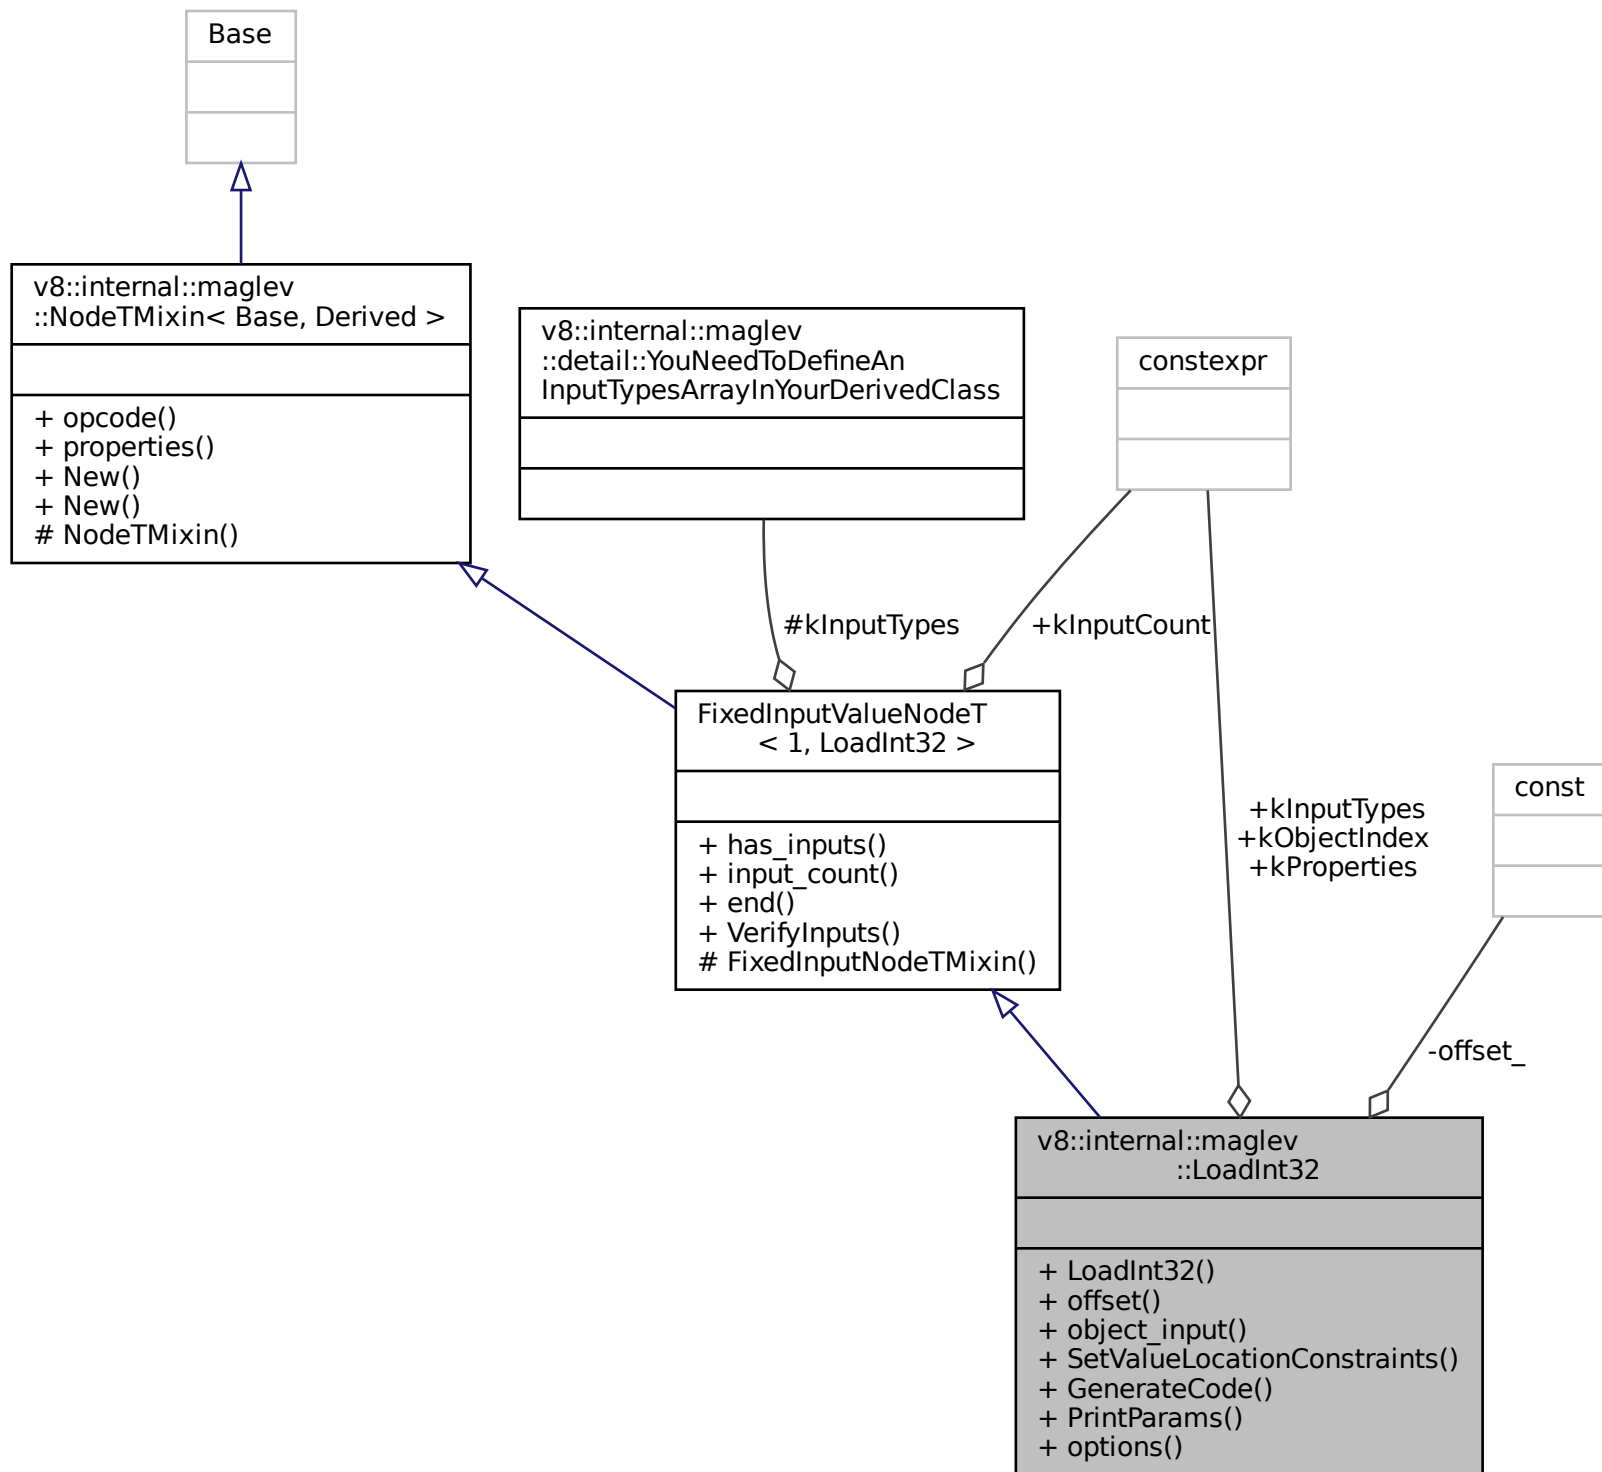 Base
v8::internal::maglev
::NodeTMixin< Base, Derived >
+ opcode()
+ properties()
+ New()
+ New()
# NodeTMixin()
v8::internal::maglev
::detail::YouNeedToDefineAn
InputTypesArrayInYourDerivedClass
constexpr
#kInputTypes
+kInputCount
FixedInputValueNodeT
< 1, LoadInt32 >
+ has_inputs()
+ input_count()
+ end()
+ VerifyInputs()
# FixedInputNodeTMixin()
+kInputTypes
+kObjectIndex
+kProperties
const
-offset_
v8::internal::maglev
::LoadInt32
+ LoadInt32()
+ offset()
+ object_input()
+ SetValueLocationConstraints()
+ GenerateCode()
+ PrintParams()
+ options()